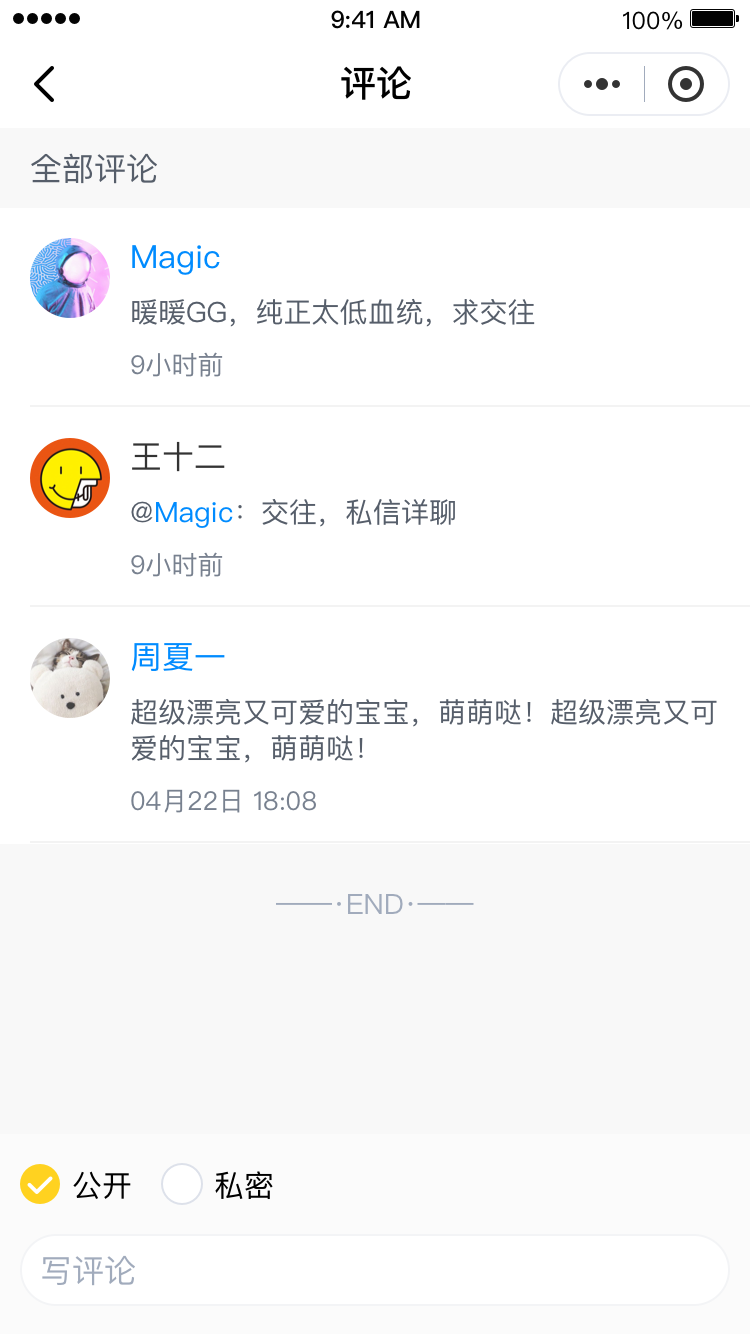 9:41 AM
100%
评论
全部评论
Magic
暖暖GG，纯正太低血统，求交往
9小时前
王十二
@Magic：交往，私信详聊
9小时前
周夏一
超级漂亮又可爱的宝宝，萌萌哒！超级漂亮又可
爱的宝宝，萌萌哒！
04月22日 18:08
——·END·——
公开
私密
写评论